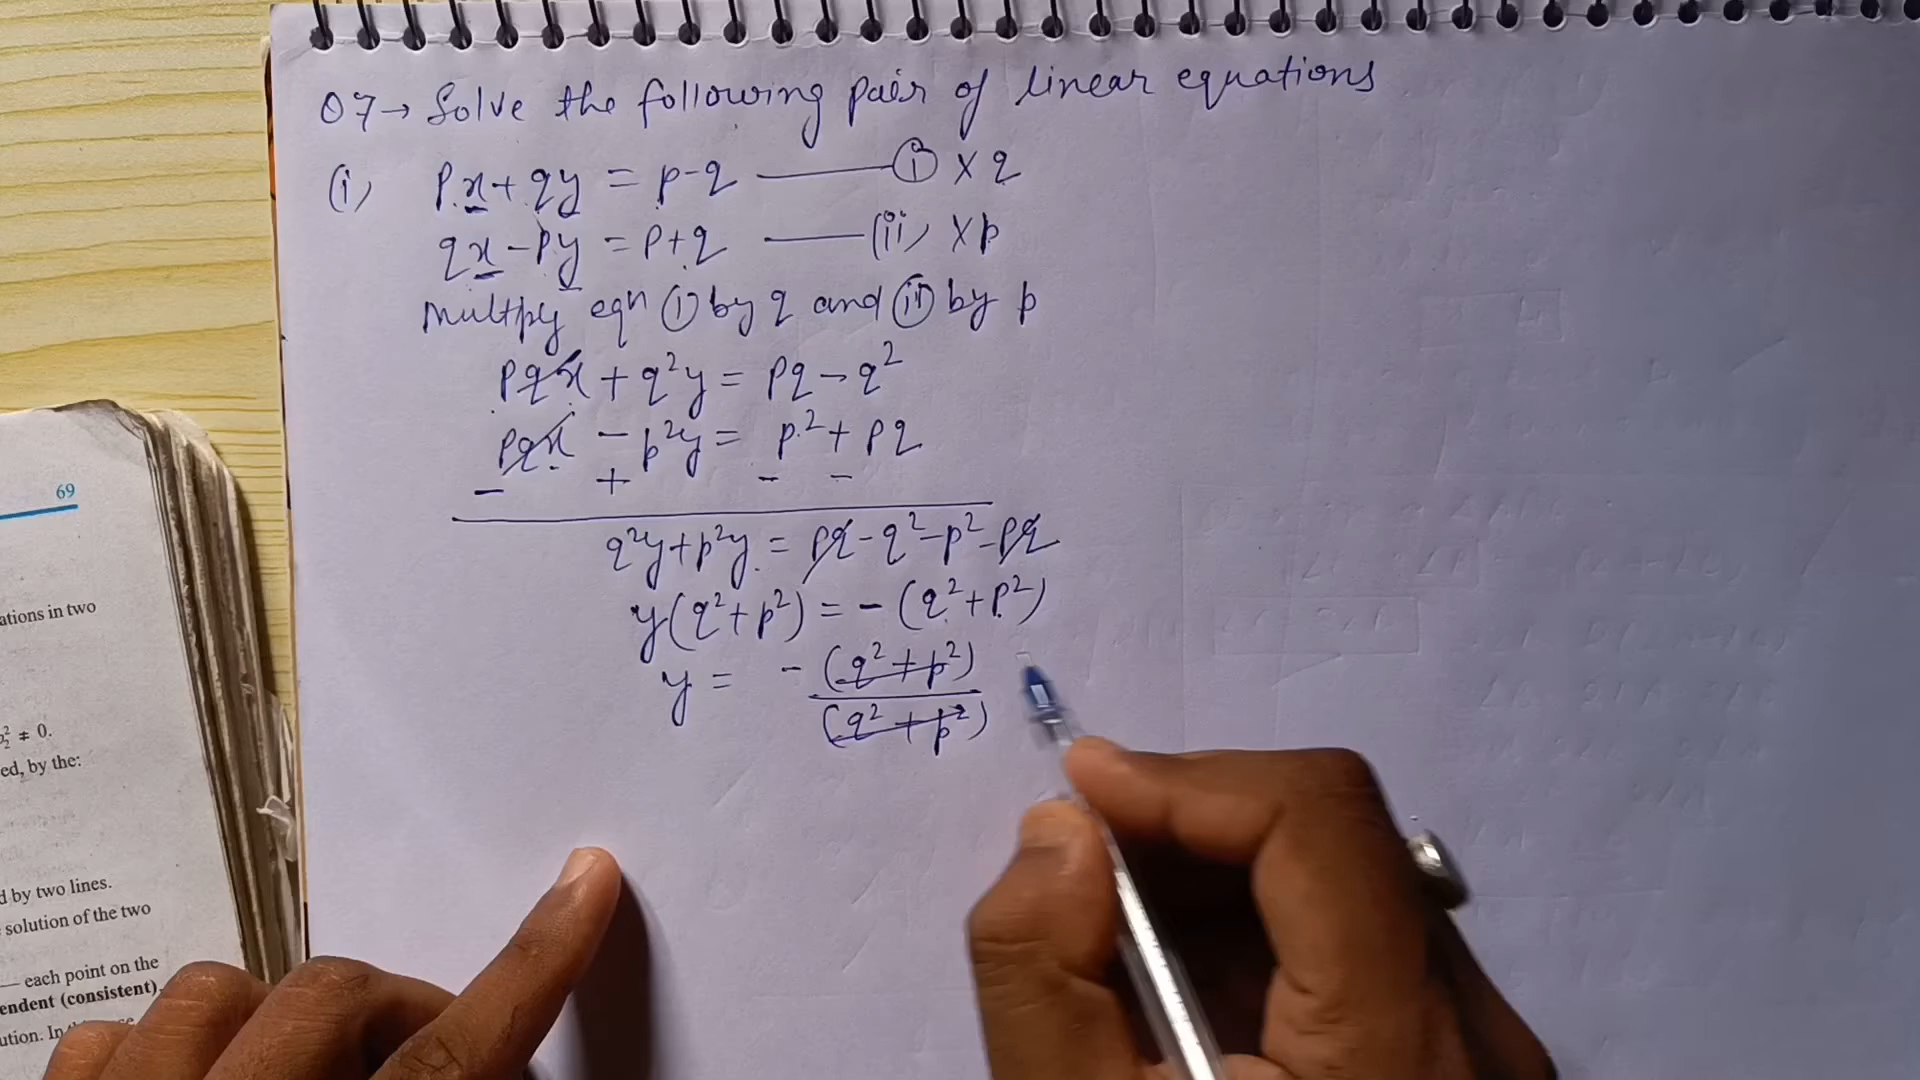 Q7→ Solve the following pair of linear equations
(i) px + qy = p-q ——— (i) × q
qx - py = p+q ——— (ii) × p
Multply eqn (i) by q and (ii) by p
pqx + q²y = pq - q²
pqx - p²y = p² + pq
- + - -
q²y + p²y = pq - q² - p² - pq
y(q² + p²) = - (q² + p²)
y = - (q² + p²)
(q² + p²)
69
ations in two
≠ 0.
ed, by the:
d by two lines.
solution of the two
— each point on the
endent (consistent).
ution. In